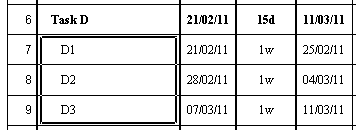 6 Task D 21/02/11 15d 11/03/11
7 D1 21/02/11 1w 25/02/11
8 D2 28/02/11 1w 04/03/11
9 D3 07/03/11 1w 11/03/11